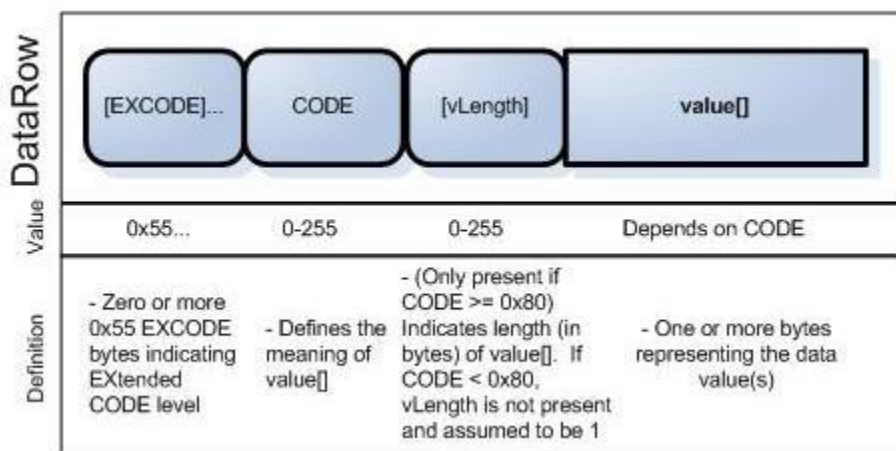 DataRow
[EXCODE]...
CODE
[vLength]
value[]
Value
0x55...
0-255
0-255
Depends on CODE
Definition
- Zero or more
0x55 EXCODE
bytes indicating
EXtended
CODE level
- Defines the
meaning of
value[]
- (Only present if
CODE >= 0x80)
Indicates length (in
bytes) of value[]. If
CODE < 0x80,
vLength is not present
and assumed to be 1
- One or more bytes
representing the data
value(s)